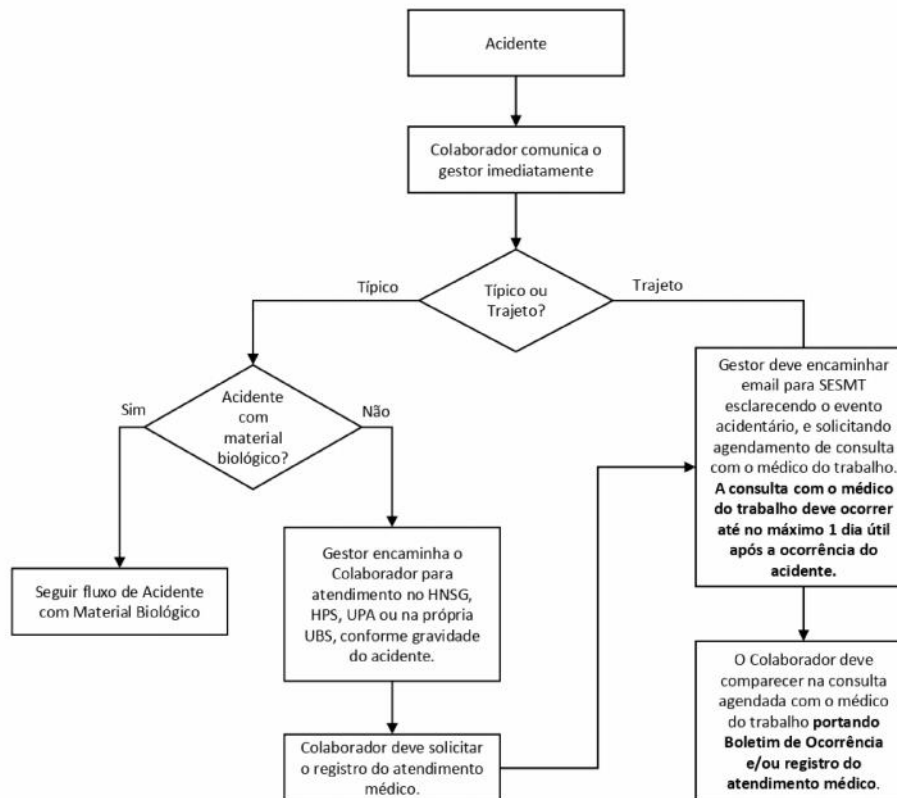 Acidente
Colaborador comunica o
gestor imediatamente
Típico ou
Trajeto?
Típico
Trajeto
Acidente
com
material
biológico?
Sim
Não
Seguir fluxo de Acidente
com Material Biológico
Gestor encaminha o
Colaborador para
atendimento no HNSG,
HPS, UPA ou na própria
UBS, conforme gravidade
do acidente.
Colaborador deve solicitar
o registro do atendimento
médico.
Gestor deve encaminhar
email para SESMT
esclarecendo o evento
acidentário, e solicitando
agendamento de consulta
com o médico do trabalho.
A consulta com o médico
do trabalho deve ocorrer
até no máximo 1 dia útil
após a ocorrência do
acidente.
O Colaborador deve
comparecer na consulta
agendada com o médico
do trabalho portando
Boletim de Ocorrência
e/ou registro do
atendimento médico.